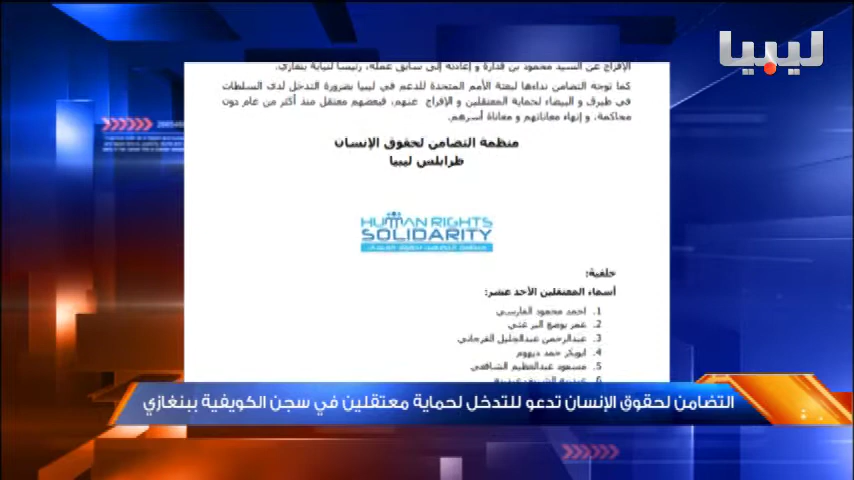 ليبيا
الإفراج عن السيد محمود بن قدارة و إعادته إلى سابق عمله، رئيسا لنيابة بنغازي.
كما توجه التضامن نداءها لبعثة الأمم المتحدة للدعم في ليبيا بضرورة التدخل لدى السلطات
في طبرق و البيضاء لحماية المعتقلين و الإفراج عنهم، فبعضهم معتقل منذ أكثر من عام دون
محاكمة، و إنهاء معاناتهم و معاناة أسرهم.
منظمة التضامن لحقوق الإنسان
طرابلس ليبيا
HUMAN RIGHTS
SOLIDARITY
خلفية:
أسماء المعتقلين الأحد عشر:
1. احمد محمود الفارسي
2. عمر بوضع البرغثي
3. عبدالرحمن عبدالجليل الفرجاني
4. ابوبكر حمد ديهوم
5. مسعود عبدالعظيم الشافعي
6.
التضامن لحقوق الإنسان تدعو للتدخل لحماية معتقلين في سجن الكويفية ببنغازي